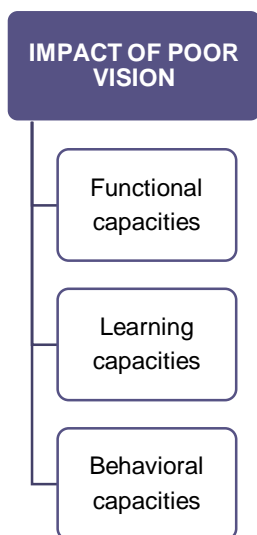 IMPACT OF POOR
VISION
Functional
capacities
Learning
capacities
Behavioral
capacities